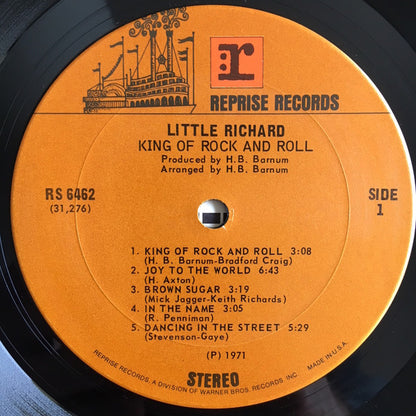 r
REPRISE RECORDS
LITTLE RICHARD
KING OF ROCK AND ROLL
Produced by H.B. Barnum
Arranged by H.B. Barnum
RS 6462
(31,276)
SIDE
1
1. KING OF ROCK AND ROLL 3:08
(H. B. Barnum-Bradford Craig)
2. JOY TO THE WORLD 6:43
(H. Axton)
3. BROWN SUGAR 3:19
(Mick Jagger-Keith Richards)
4. IN THE NAME 3:05
(R. Penniman)
5. DANCING IN THE STREET 5:29
(Stevenson-Gaye)
(P) 1971
STEREO
REPRISE RECORDS, A DIVISION OF WARNER BROS. RECORDS, INC.
MADE IN U.S.A.